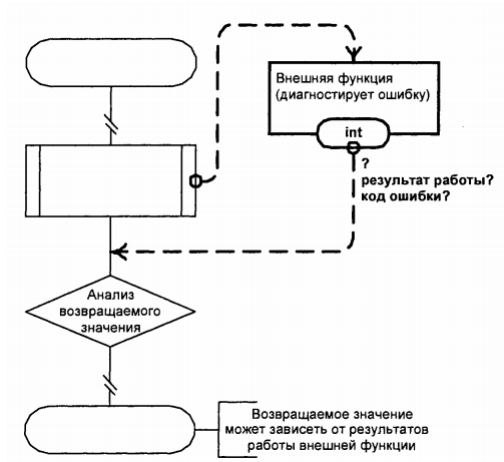 Внешняя функция
(диагностирует ошибку)
int
?
результат работы?
код ошибки?
Анализ
возвращаемого
значения
Возвращаемое значение
может зависеть от результатов
работы внешней функции